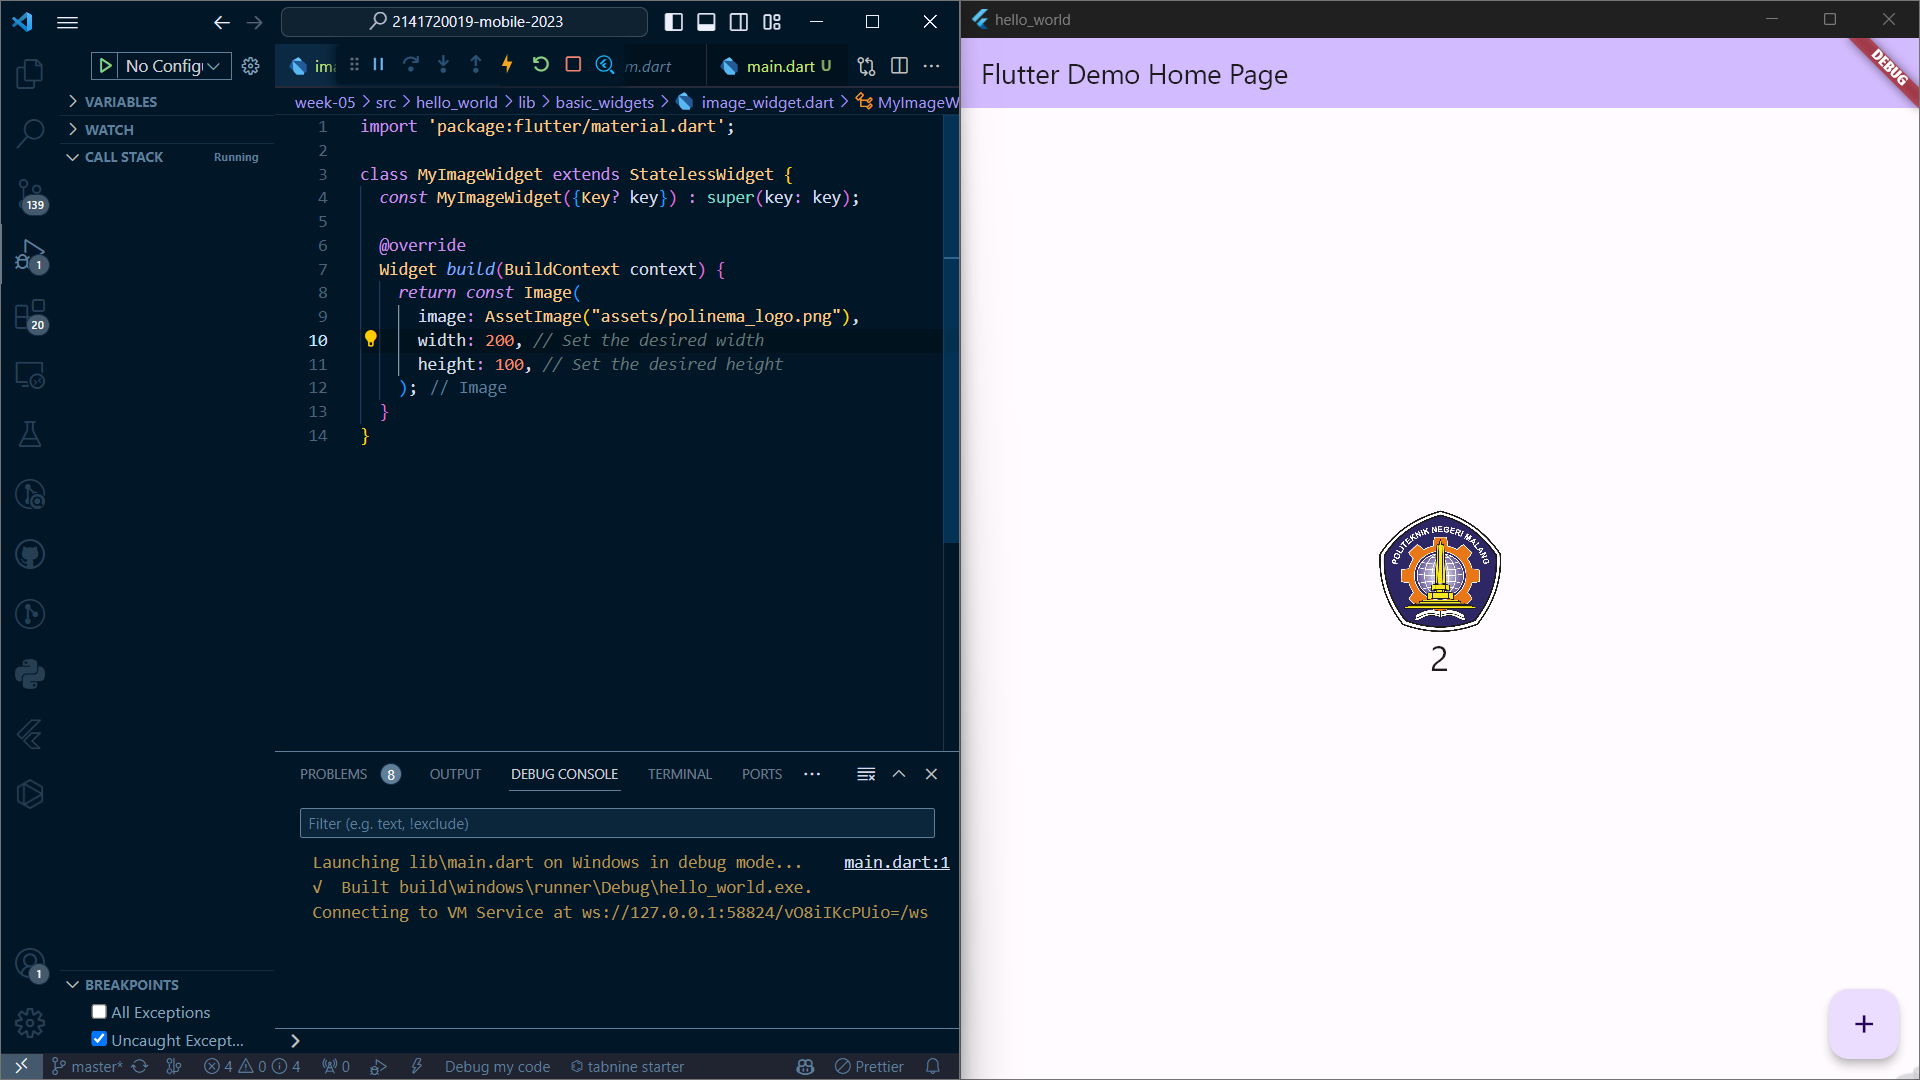 2141720019-mobile-2023
No Config
VARIABLES
WATCH
CALL STACK
Running
139
1
20
1
BREAKPOINTS
All Exceptions
Uncaught Except...
m.dart
main.dart U
week-05 > src > hello_world > lib > basic_widgets > image_widget.dart > MyImageW
1 import 'package:flutter/material.dart';
2
3 class MyImageWidget extends StatelessWidget {
4 const MyImageWidget({Key? key}) : super(key: key);
5
6 @override
7 Widget build(BuildContext context) {
8 return const Image(
9 image: AssetImage("assets/polinema_logo.png"),
10 width: 200, // Set the desired width
11 height: 100, // Set the desired height
12 ); // Image
13 }
14 }
PROBLEMS 8 OUTPUT DEBUG CONSOLE TERMINAL PORTS ...
Filter (e.g. text, !exclude)
Launching lib\main.dart on Windows in debug mode... main.dart:1
√ Built build\windows\runner\Debug\hello_world.exe.
Connecting to VM Service at ws://127.0.0.1:58824/vO8iIKcPUio=/ws
>
master* 4 0 4 0 Debug my code tabnine starter Prettier
hello_world
Flutter Demo Home Page
DEBUG
POLITEKNIK NEGERI MALANG
2
+